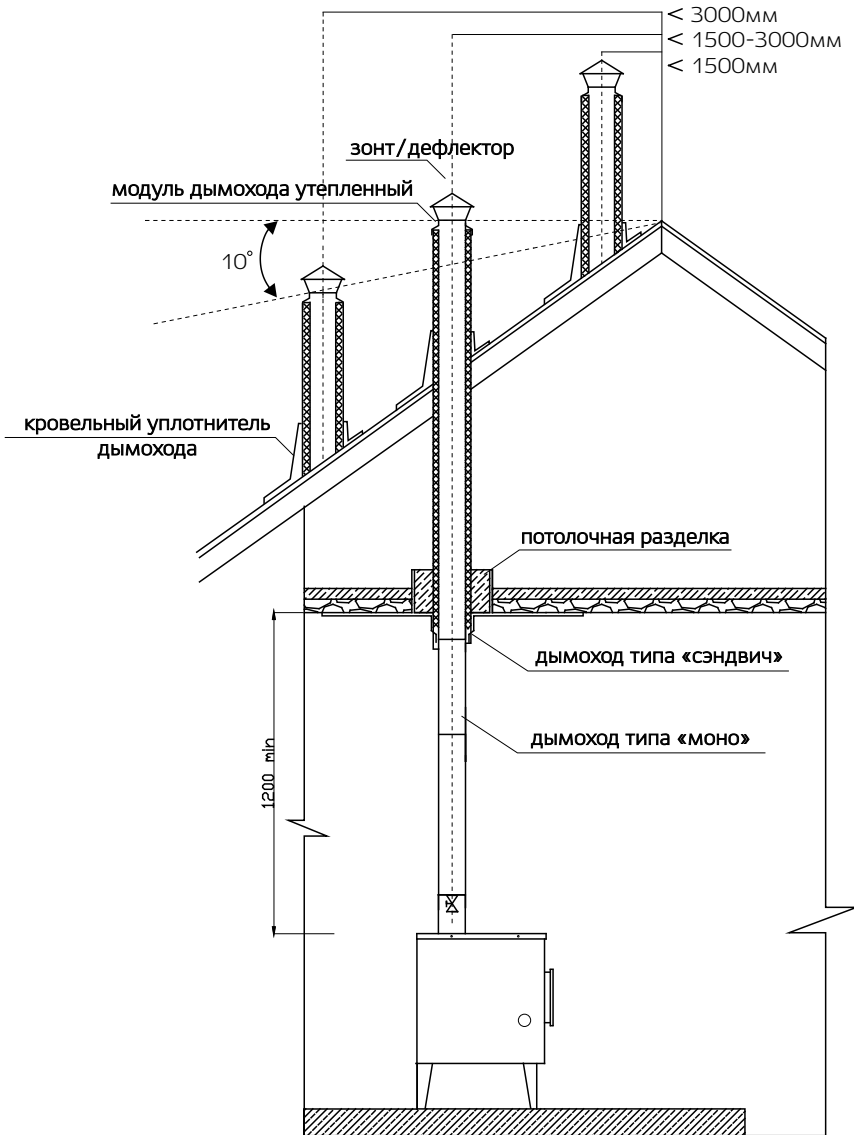 < 3000мм
< 1500-3000мм
< 1500мм
зонт/дефлектор
модуль дымохода утепленный
10°
кровельный уплотнитель
дымохода
потолочная разделка
дымоход типа «сэндвич»
дымоход типа «моно»
1200 min